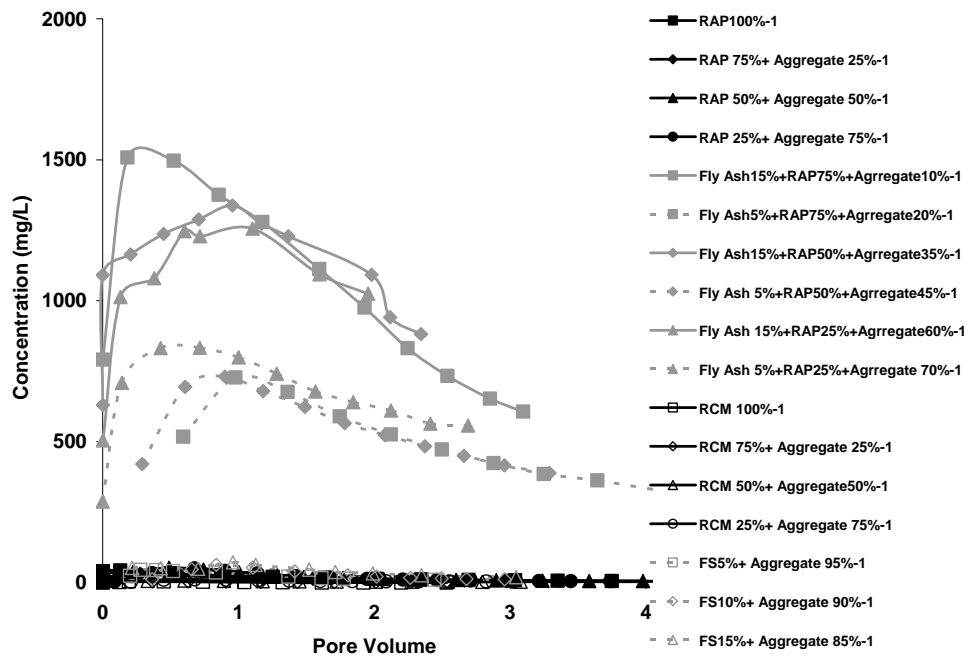 2000
1500
1000
500
0
Concentration (mg/L)
0
1
2
3
4
Pore Volume
RAP100%-1
RAP 75%+ Aggregate 25%-1
RAP 50%+ Aggregate 50%-1
RAP 25%+ Aggregate 75%-1
Fly Ash15%+RAP75%+Agrregate10%-1
Fly Ash5%+RAP75%+Agrregate20%-1
Fly Ash15%+RAP50%+Aggregate35%-1
Fly Ash 5%+RAP50%+Agrregate45%-1
Fly Ash 15%+RAP25%+Agrregate60%-1
Fly Ash 5%+RAP25%+Aggregate 70%-1
RCM 100%-1
RCM 75%+ Aggregate 25%-1
RCM 50%+ Aggregate50%-1
RCM 25%+ Aggregate 75%-1
FS5%+ Aggregate 95%-1
FS10%+ Aggregate 90%-1
FS15%+ Aggregate 85%-1